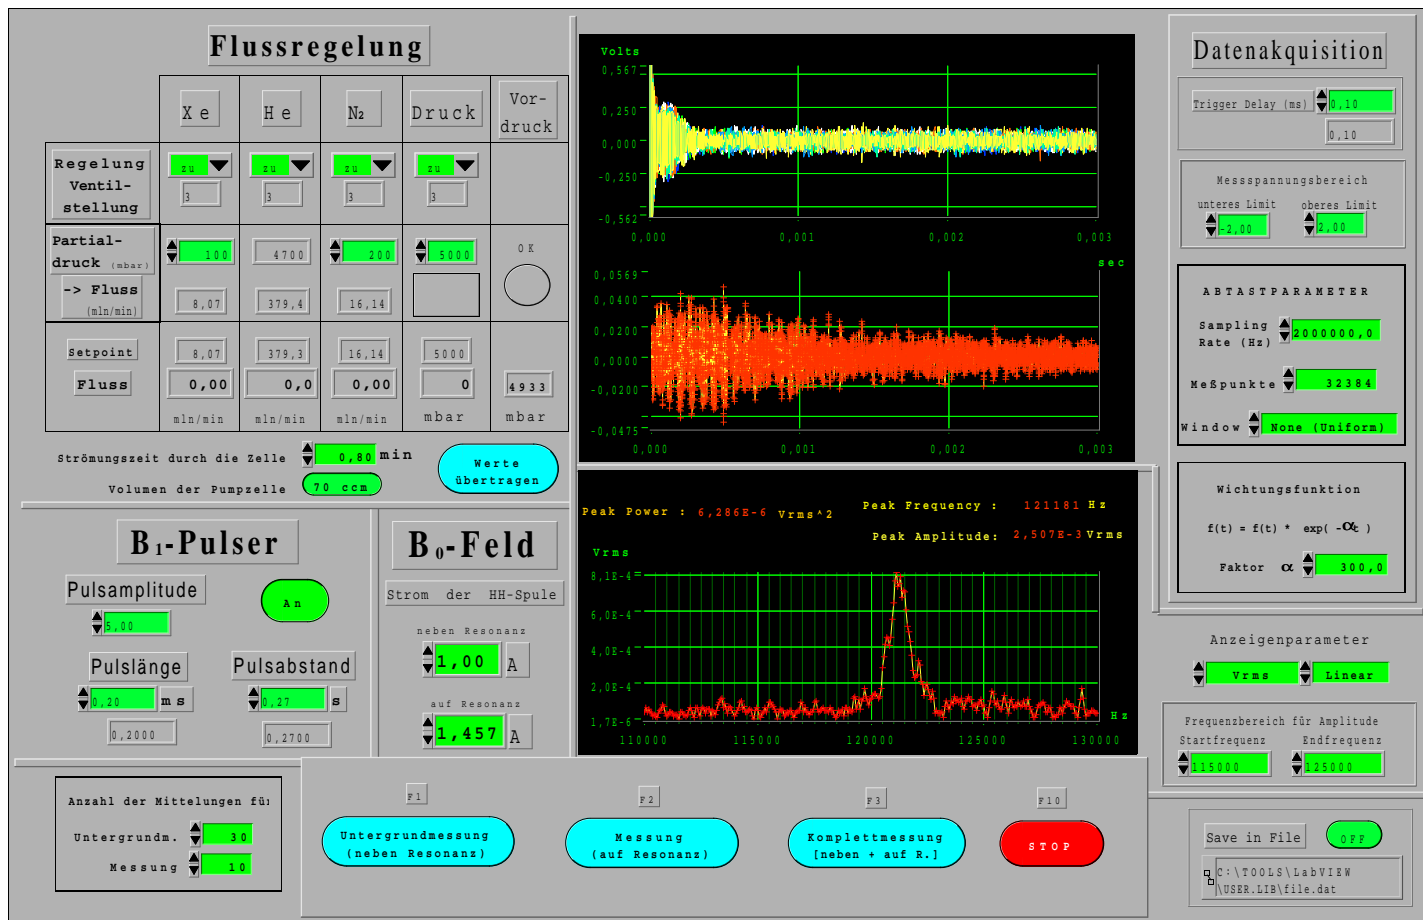 Flussregelung
Xe He N₂ Druck Vor-
druck
Regelung
Ventil-
stellung
zu zu zu zu
3 3 3 3
Partial-
druck (mbar)
100 4700 200 5000 OK
-> Fluss
(mln/min)
8,07 379,4 16,14
Setpoint 8,07 379,3 16,14 5000
Fluss 0,00 0,0 0,00 0 4933
mln/min mln/min mln/min mbar mbar
Strömungszeit durch die Zelle 0,80 min
Volumen der Pumpzelle 70 ccm
Werte
übertragen
B₁-Pulser
Pulsamplitude
5,00
An
Pulslänge Pulsabstand
0,20 ms 0,27 s
0,2000 0,2700
B₀-Feld
Strom der HH-Spule
neben Resonanz
1,00 A
auf Resonanz
1,457 A
Volts
0,567
0,250
0,000
-0,250
-0,562
0,000 0,001 0,002 0,003
sec
0,0569
0,0400
0,0200
0,0000
-0,0200
-0,0475
0,000 0,001 0,002 0,003
Peak Power : 6,286E-6 Vrms^2
Peak Frequency : 121181 Hz
Peak Amplitude: 2,507E-3 Vrms
Vrms
8,1E-4
6,0E-4
4,0E-4
2,0E-4
1,7E-6
Hz
110000 115000 120000 125000 130000
Datenakquisition
Trigger Delay (ms) 0,10
0,10
Messspannungsbereich
unteres Limit oberes Limit
-2,00 2,00
ABTASTPARAMETER
Sampling
Rate (Hz) 2000000,0
Meßpunkte 32384
Window None (Uniform)
Wichtungsfunktion
f(t) = f(t) * exp( -αt )
Faktor α 300,0
Anzeigenparameter
Vrms Linear
Frequenzbereich für Amplitude
Startfrequenz Endfrequenz
115000 125000
Anzahl der Mittelungen für
Untergrundm. 30
Messung 10
F1 F2 F3 F10
Untergrundmessung
(neben Resonanz)
Messung
(auf Resonanz)
Komplettmessung
[neben + auf R.]
STOP
Save in File OFF
C:\TOOLS\LabVIEW
\USER.LIB\file.dat